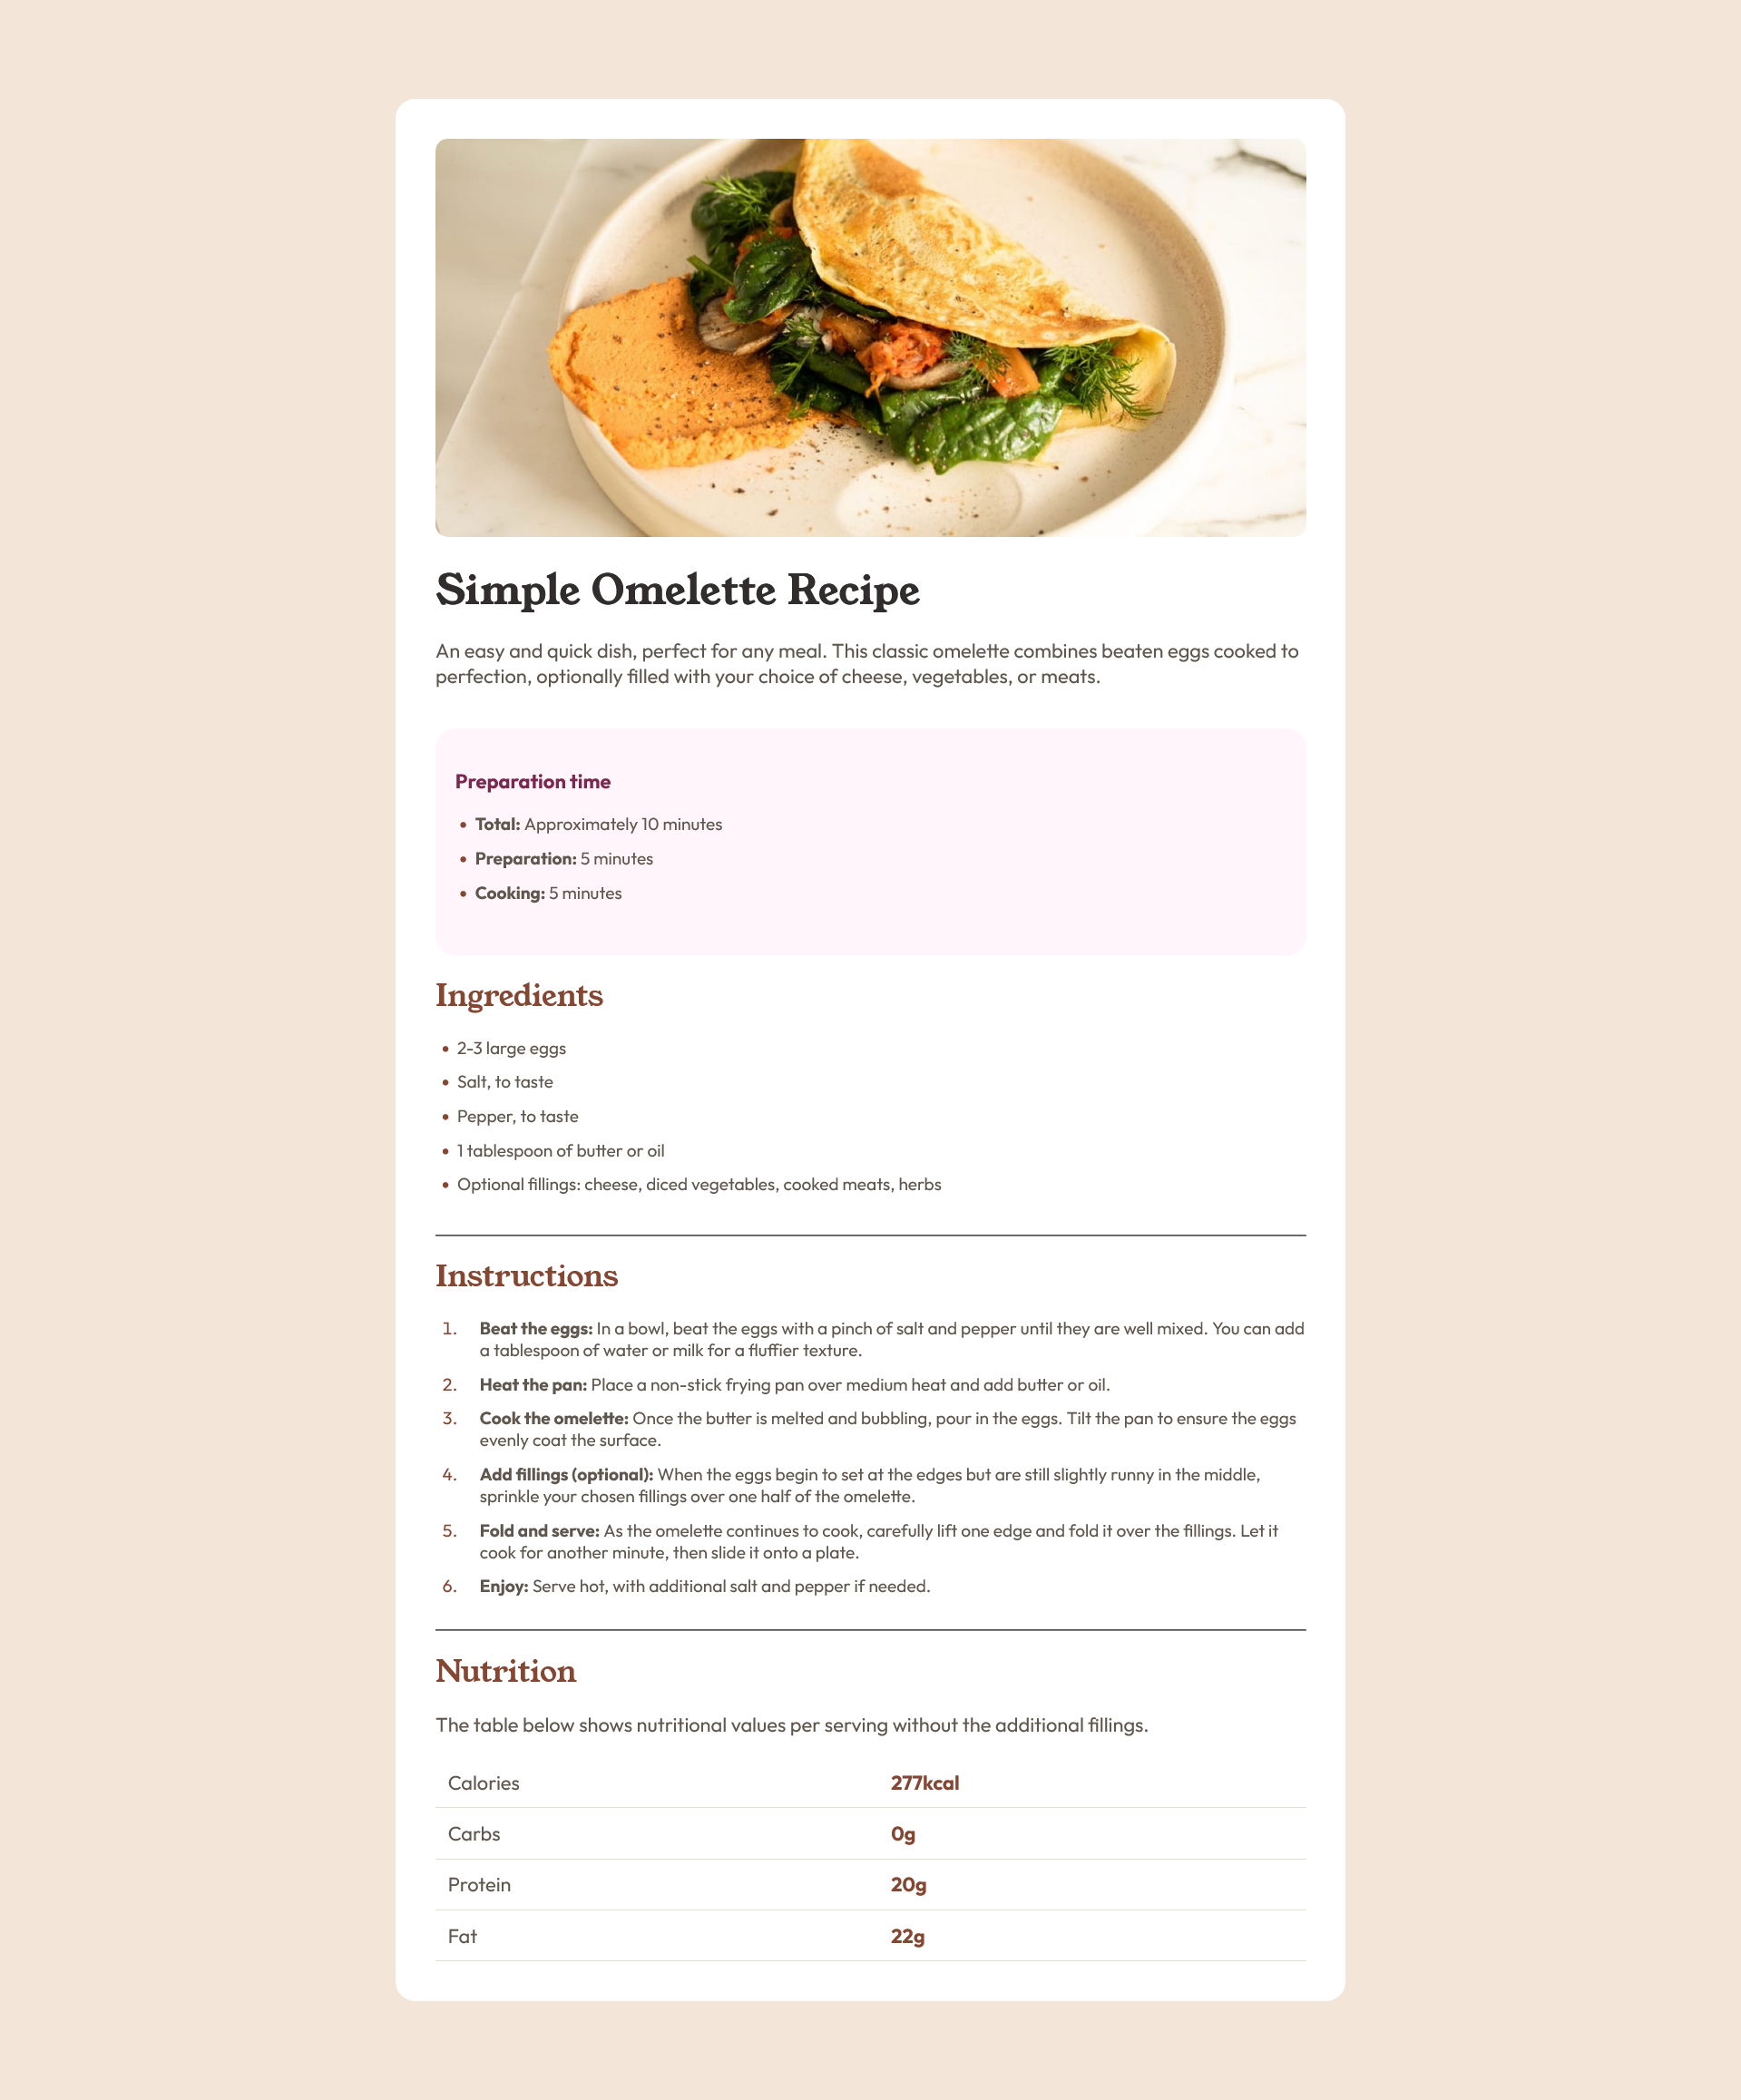 Simple Omelette Recipe
An easy and quick dish, perfect for any meal. This classic omelette combines beaten eggs cooked to
perfection, optionally filled with your choice of cheese, vegetables, or meats.
Preparation time
• Total: Approximately 10 minutes
• Preparation: 5 minutes
• Cooking: 5 minutes
Ingredients
• 2-3 large eggs
• Salt, to taste
• Pepper, to taste
• 1 tablespoon of butter or oil
• Optional fillings: cheese, diced vegetables, cooked meats, herbs
Instructions
1. Beat the eggs: In a bowl, beat the eggs with a pinch of salt and pepper until they are well mixed. You can add
a tablespoon of water or milk for a fluffier texture.
2. Heat the pan: Place a non-stick frying pan over medium heat and add butter or oil.
3. Cook the omelette: Once the butter is melted and bubbling, pour in the eggs. Tilt the pan to ensure the eggs
evenly coat the surface.
4. Add fillings (optional): When the eggs begin to set at the edges but are still slightly runny in the middle,
sprinkle your chosen fillings over one half of the omelette.
5. Fold and serve: As the omelette continues to cook, carefully lift one edge and fold it over the fillings. Let it
cook for another minute, then slide it onto a plate.
6. Enjoy: Serve hot, with additional salt and pepper if needed.
Nutrition
The table below shows nutritional values per serving without the additional fillings.
Calories 277kcal
Carbs 0g
Protein 20g
Fat 22g